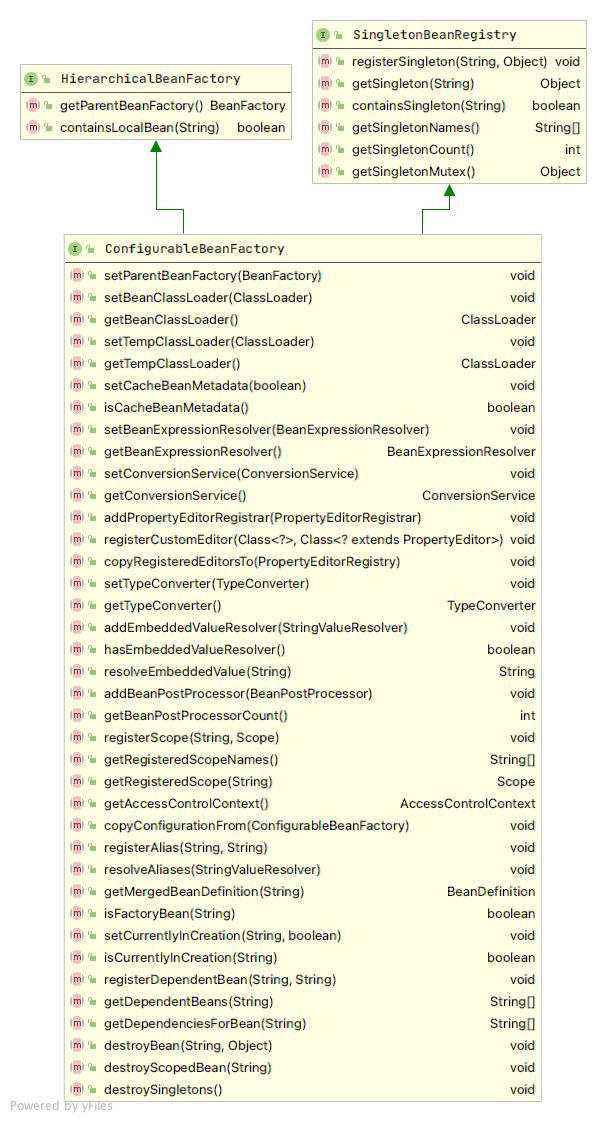 SingletonBeanRegistry
registerSingleton(String, Object) void
getSingleton(String) Object
containsSingleton(String) boolean
getSingletonNames() String[]
getSingletonCount() int
getSingletonMutex() Object
HierarchicalBeanFactory
getParentBeanFactory() BeanFactory
containsLocalBean(String) boolean
ConfigurableBeanFactory
setParentBeanFactory(BeanFactory) void
setBeanClassLoader(ClassLoader) void
getBeanClassLoader() ClassLoader
setTempClassLoader(ClassLoader) void
getTempClassLoader() ClassLoader
setCacheBeanMetadata(boolean) void
isCacheBeanMetadata() boolean
setBeanExpressionResolver(BeanExpressionResolver) void
getBeanExpressionResolver() BeanExpressionResolver
setConversionService(ConversionService) void
getConversionService() ConversionService
addPropertyEditorRegistrar(PropertyEditorRegistrar) void
registerCustomEditor(Class<?>, Class<? extends PropertyEditor>) void
copyRegisteredEditorsTo(PropertyEditorRegistry) void
setTypeConverter(TypeConverter) void
getTypeConverter() TypeConverter
addEmbeddedValueResolver(StringValueResolver) void
hasEmbeddedValueResolver() boolean
resolveEmbeddedValue(String) String
addBeanPostProcessor(BeanPostProcessor) void
getBeanPostProcessorCount() int
registerScope(String, Scope) void
getRegisteredScopeNames() String[]
getRegisteredScope(String) Scope
getAccessControlContext() AccessControlContext
copyConfigurationFrom(ConfigurableBeanFactory) void
registerAlias(String, String) void
resolveAliases(StringValueResolver) void
getMergedBeanDefinition(String) BeanDefinition
isFactoryBean(String) boolean
setCurrentlyInCreation(String, boolean) void
isCurrentlyInCreation(String) boolean
registerDependentBean(String, String) void
getDependentBeans(String) String[]
getDependenciesForBean(String) String[]
destroyBean(String, Object) void
destroyScopedBean(String) void
destroySingletons() void
Powered by yFiles